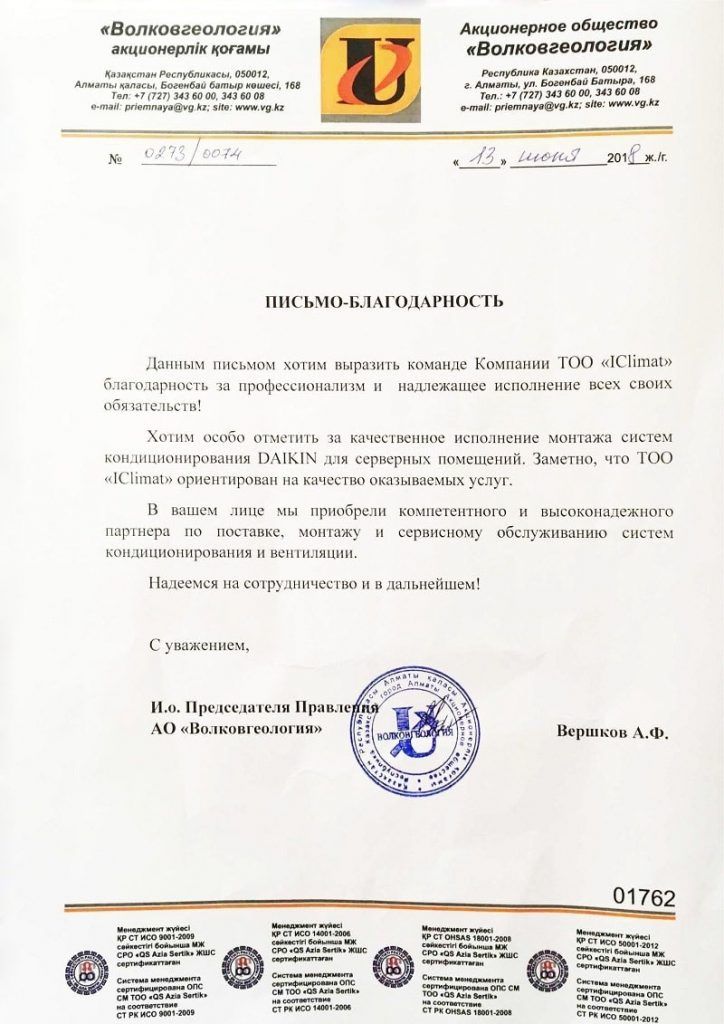 «Волковгеология»
акционерлік қоғамы
Қазақстан Республикасы, 050012,
Алматы қаласы, Богенбай батыр көшесі, 168
Тел: +7 (727) 343 60 00, 343 60 08
e-mail: priemnaya@vg.kz; site: www.vg.kz
Акционерное общество
«Волковгеология»
Республика Казахстан, 050012,
г. Алматы, ул. Богенбай Батыра, 168
Тел.: +7 (727) 343 60 00, 343 60 08
e-mail: priemnaya@vg.kz; site: www.vg.kz
№ 0273/0074
«13» июня 2018 ж./г.
ПИСЬМО-БЛАГОДАРНОСТЬ
Данным письмом хотим выразить команде Компании ТОО «IClimat»
благодарность за профессионализм и надлежащее исполнение всех своих
обязательств!
Хотим особо отметить за качественное исполнение монтажа систем
кондиционирования DAIKIN для серверных помещений. Заметно, что ТОО
«IClimat» ориентирован на качество оказываемых услуг.
В вашем лице мы приобрели компетентного и высоконадежного
партнера по поставке, монтажу и сервисному обслуживанию систем
кондиционирования и вентиляции.
Надеемся на сотрудничество и в дальнейшем!
С уважением,
И.о. Председателя Правления
АО «Волковгеология»
Вершков А.Ф.
ВОЛКОВГЕОЛОГИЯ
01762
Менеджмент жүйесі
ҚР СТ ИСО 9001-2009
сәйкестігі бойынша МЖ
СРО «QS Azia Sertik» ЖШС
сертификаттаған
Система менеджмента
сертифицирована ОПС
СМ ТОО «QS Azia Sertik»
на соответствие
СТ РК ИСО 9001-2009
Менеджмент жүйесі
ҚР СТ ИСО 14001-2006
сәйкестігі бойынша МЖ
СРО «QS Azia Sertik» ЖШС
сертификаттаған
Система менеджмента
сертифицирована ОПС
СМ ТОО «QS Azia Sertik»
на соответствие
СТ РК ИСО 14001-2006
Менеджмент жүйесі
ҚР СТ OHSAS 18001-2008
сәйкестігі бойынша МЖ
СРО «QS Azia Sertik» ЖШС
сертификаттаған
Система менеджмента
сертифицирована ОПС СМ
ТОО «QS Azia Sertik»
на соответствие
СТ РК OHSAS 18001-2008
Менеджмент жүйесі
ҚР СТ ИСО 50001-2012
сәйкестігі бойынша МЖ
СРО «QS Azia Sertik» ЖШС
сертификаттаған
Система менеджмента
сертифицирована ОПС
СМ ТОО «QS Azia Sertik»
на соответствие
СТ РК ИСО 50001-2012